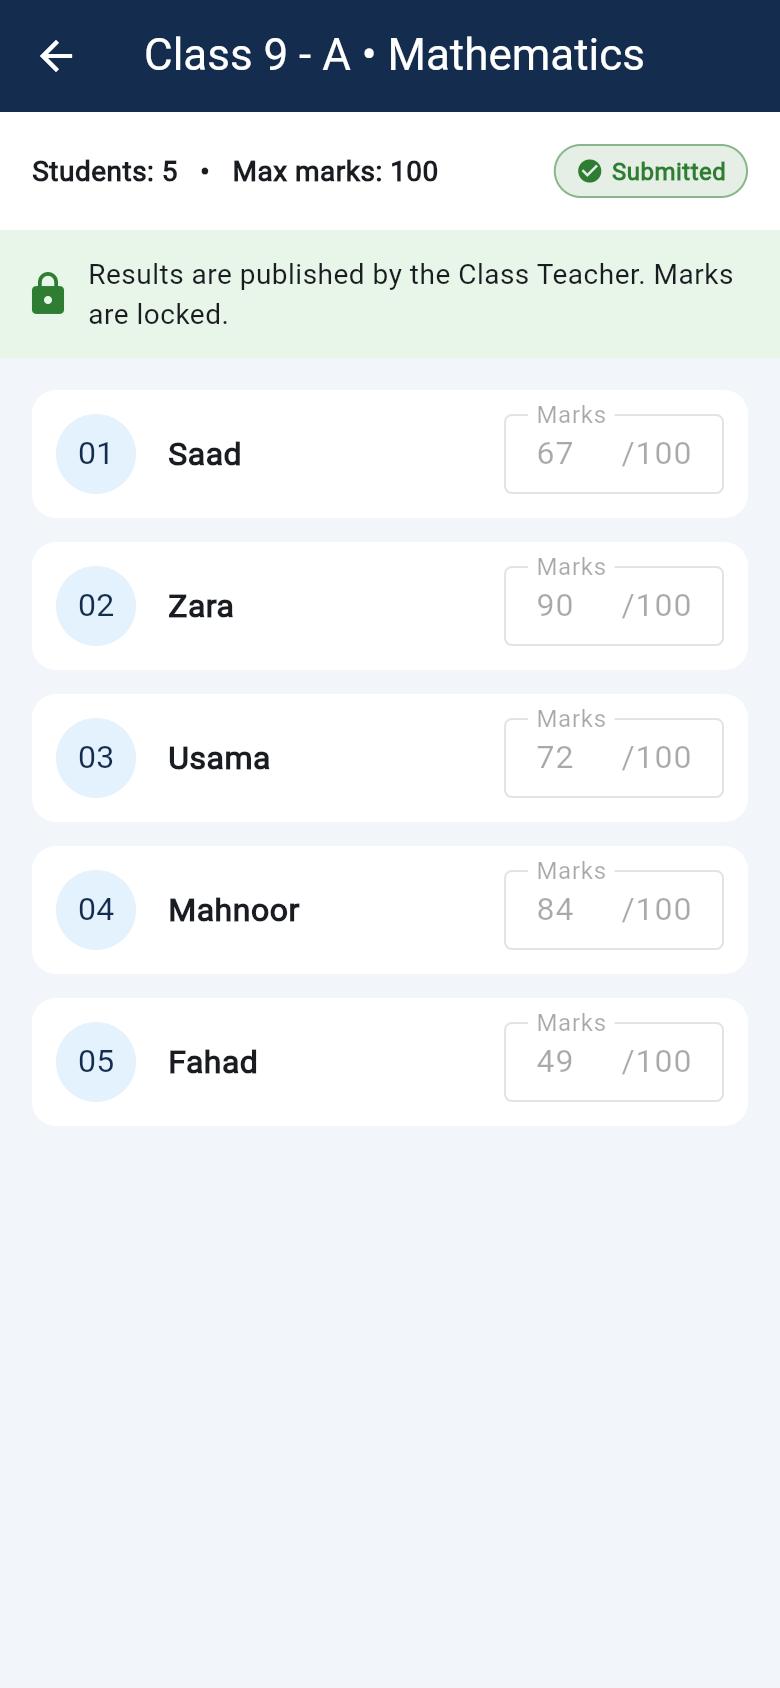 Class 9 - A • Mathematics
Students: 5 • Max marks: 100 Submitted
Results are published by the Class Teacher. Marks
are locked.
Marks
01 Saad 67 /100
Marks
02 Zara 90 /100
Marks
03 Usama 72 /100
Marks
04 Mahnoor 84 /100
Marks
05 Fahad 49 /100